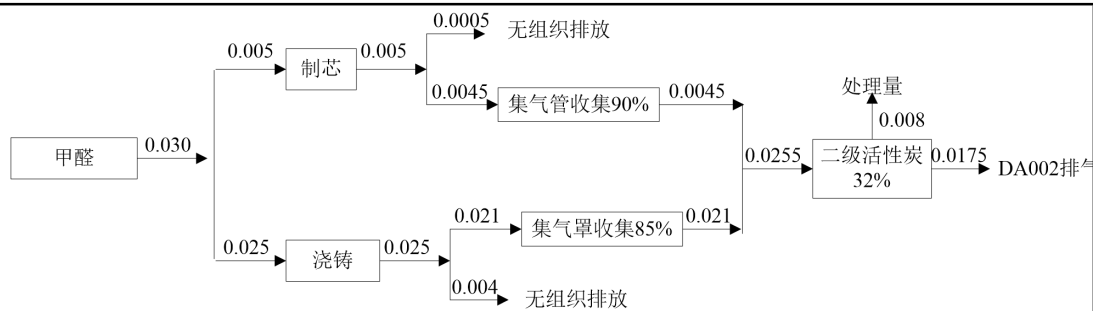 0.0005
无组织排放
0.005
制芯
0.005
0.0045
集气管收集90%
0.0045
处理量
0.008
甲醛
0.030
0.0255
二级活性炭
32%
0.0175
DA002排气
0.021
集气罩收集85%
0.021
0.025
浇铸
0.025
0.004
无组织排放